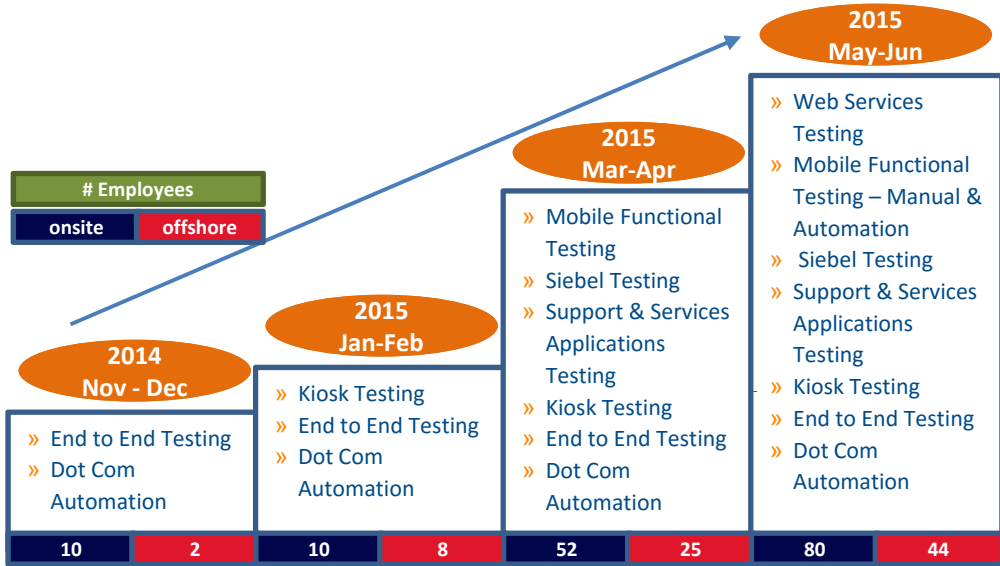 # Employees
onsite offshore
2014
Nov - Dec
» End to End Testing
» Dot Com
Automation
10 2
2015
Jan-Feb
» Kiosk Testing
» End to End Testing
» Dot Com
Automation
10 8
2015
Mar-Apr
» Mobile Functional
Testing
» Siebel Testing
» Support & Services
Applications
Testing
» Kiosk Testing
» End to End Testing
» Dot Com
Automation
52 25
2015
May-Jun
» Web Services
Testing
» Mobile Functional
Testing – Manual &
Automation
» Siebel Testing
» Support & Services
Applications
Testing
» Kiosk Testing
» End to End Testing
» Dot Com
Automation
80 44